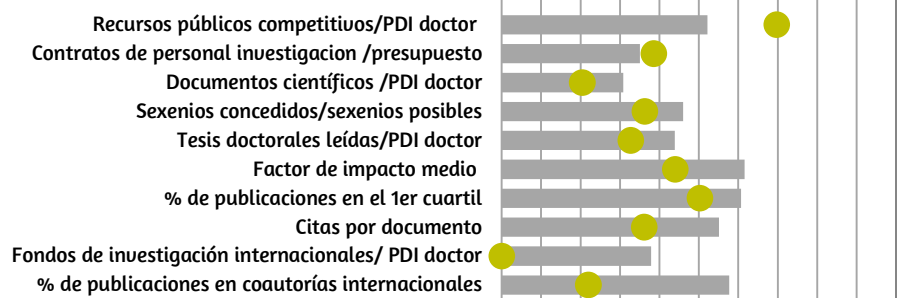 Recursos públicos competitivos/PDI doctor
Contratos de personal investigacion /presupuesto
Documentos científicos /PDI doctor
Sexenios concedidos/sexenios posibles
Tesis doctorales leídas/PDI doctor
Factor de impacto medio
% de publicaciones en el 1er cuartil
Citas por documento
Fondos de investigación internacionales/ PDI doctor
% de publicaciones en coautorías internacionales